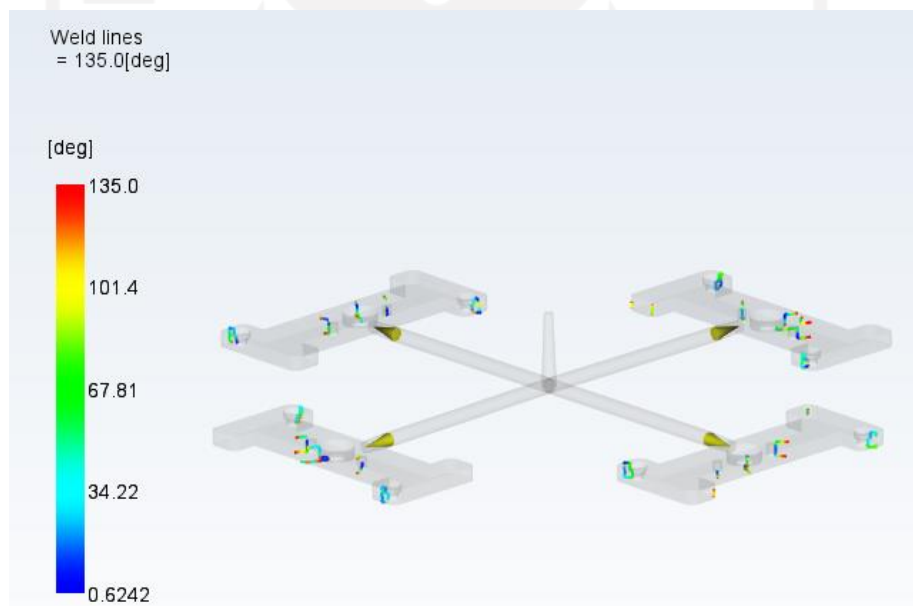 Weld lines
= 135.0[deg]
[deg]
135.0
101.4
67.81
34.22
0.6242